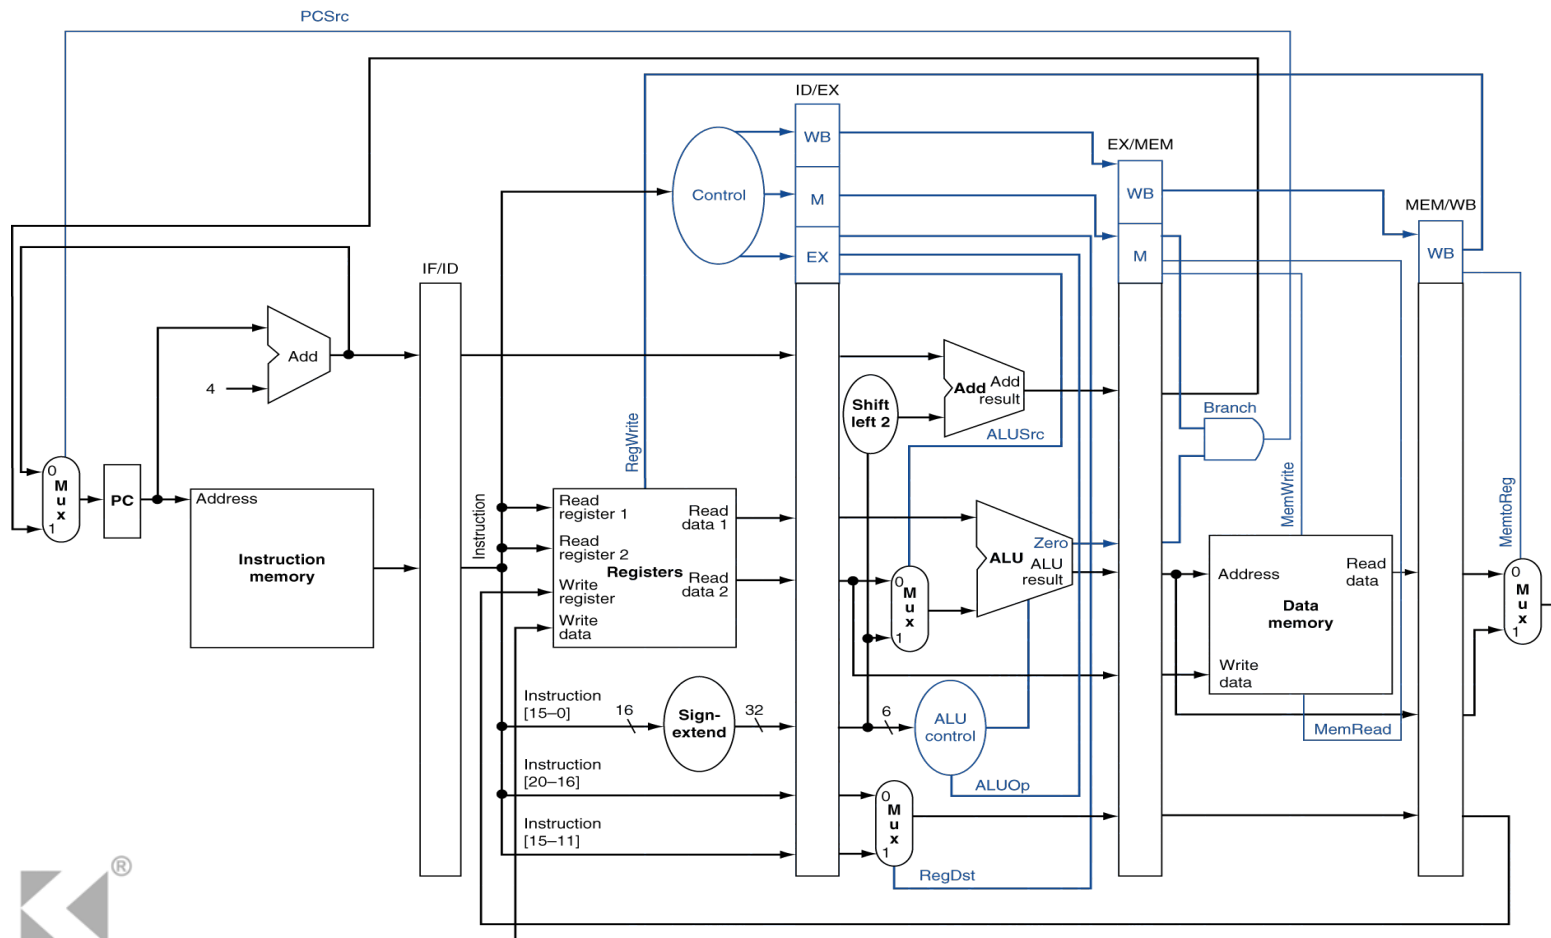 PCSrc
ID/EX
WB
EX/MEM
Control
M
WB
MEM/WB
EX
M
WB
IF/ID
Add
4
Shift
left 2
Add
Add
result
Branch
ALUSrc
RegWrite
MemWrite
MemtoReg
0
M
u
x
1
PC
Address
Instruction
memory
Instruction
Read
register 1
Read
register 2
Write
register
Write
data
Registers
Read
data 1
Read
data 2
0
M
u
x
1
Zero
ALU
ALU
result
Address
Read
data
Data
memory
Write
data
0
M
u
x
1
Instruction
[15–0]
16
Sign-
extend
32
6
ALU
control
MemRead
Instruction
[20–16]
ALUOp
0
M
u
x
1
Instruction
[15–11]
RegDst
®